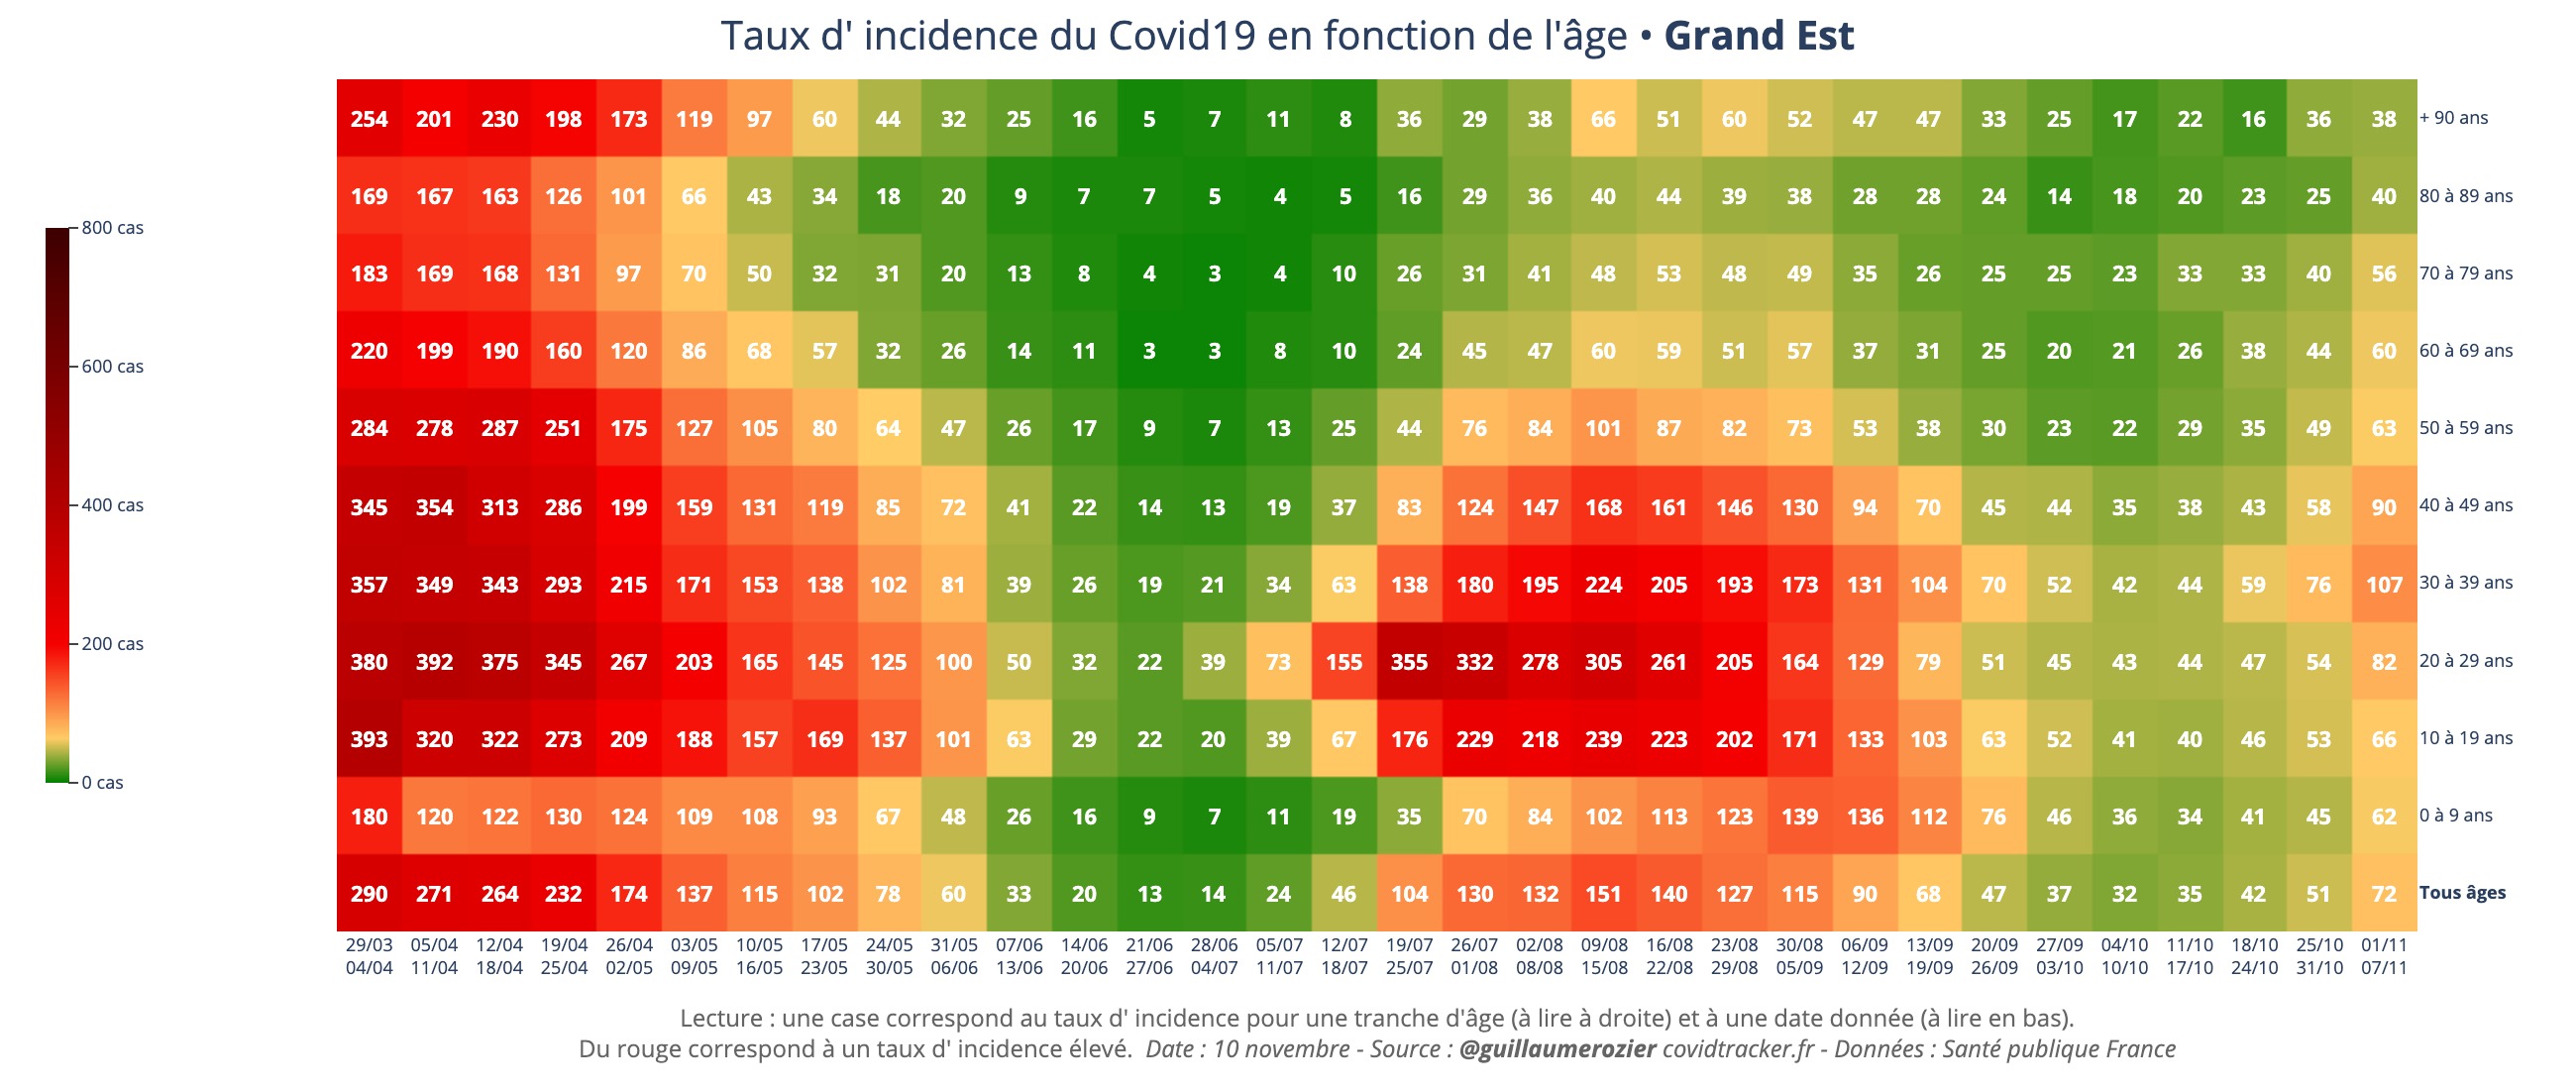 Taux d' incidence du Covid19 en fonction de l'âge • Grand Est
800 cas
600 cas
400 cas
200 cas
0 cas
254 201 230 198 173 119 97 60 44 32 25 16 5 7 11 8 36 29 38 66 51 60 52 47 47 33 25 17 22 16 36 38 + 90 ans
169 167 163 126 101 66 43 34 18 20 9 7 7 5 4 5 16 29 36 40 44 39 38 28 28 24 14 18 20 23 25 40 80 à 89 ans
183 169 168 131 97 70 50 32 31 20 13 8 4 3 4 10 26 31 41 48 53 48 49 35 26 25 25 23 33 33 40 56 70 à 79 ans
220 199 190 160 120 86 68 57 32 26 14 11 3 3 8 10 24 45 47 60 59 51 57 37 31 25 20 21 26 38 44 60 60 à 69 ans
284 278 287 251 175 127 105 80 64 47 26 17 9 7 13 25 44 76 84 101 87 82 73 53 38 30 23 22 29 35 49 63 50 à 59 ans
345 354 313 286 199 159 131 119 85 72 41 22 14 13 19 37 83 124 147 168 161 146 130 94 70 45 44 35 38 43 58 90 40 à 49 ans
357 349 343 293 215 171 153 138 102 81 39 26 19 21 34 63 138 180 195 224 205 193 173 131 104 70 52 42 44 59 76 107 30 à 39 ans
380 392 375 345 267 203 165 145 125 100 50 32 22 39 73 155 355 332 278 305 261 205 164 129 79 51 45 43 44 47 54 82 20 à 29 ans
393 320 322 273 209 188 157 169 137 101 63 29 22 20 39 67 176 229 218 239 223 202 171 133 103 63 52 41 40 46 53 66 10 à 19 ans
180 120 122 130 124 109 108 93 67 48 26 16 9 7 11 19 35 70 84 102 113 123 139 136 112 76 46 36 34 41 45 62 0 à 9 ans
290 271 264 232 174 137 115 102 78 60 33 20 13 14 24 46 104 130 132 151 140 127 115 90 68 47 37 32 35 42 51 72 Tous âges
29/03 05/04 12/04 19/04 26/04 03/05 10/05 17/05 24/05 31/05 07/06 14/06 21/06 28/06 05/07 12/07 19/07 26/07 02/08 09/08 16/08 23/08 30/08 06/09 13/09 20/09 27/09 04/10 11/10 18/10 25/10 01/11
04/04 11/04 18/04 25/04 02/05 09/05 16/05 23/05 30/05 06/06 13/06 20/06 27/06 04/07 11/07 18/07 25/07 01/08 08/08 15/08 22/08 29/08 05/09 12/09 19/09 26/09 03/10 10/10 17/10 24/10 31/10 07/11
Lecture : une case correspond au taux d' incidence pour une tranche d'âge (à lire à droite) et à une date donnée (à lire en bas).
Du rouge correspond à un taux d' incidence élevé. Date : 10 novembre - Source : @guillaumerozier covidtracker.fr - Données : Santé publique France